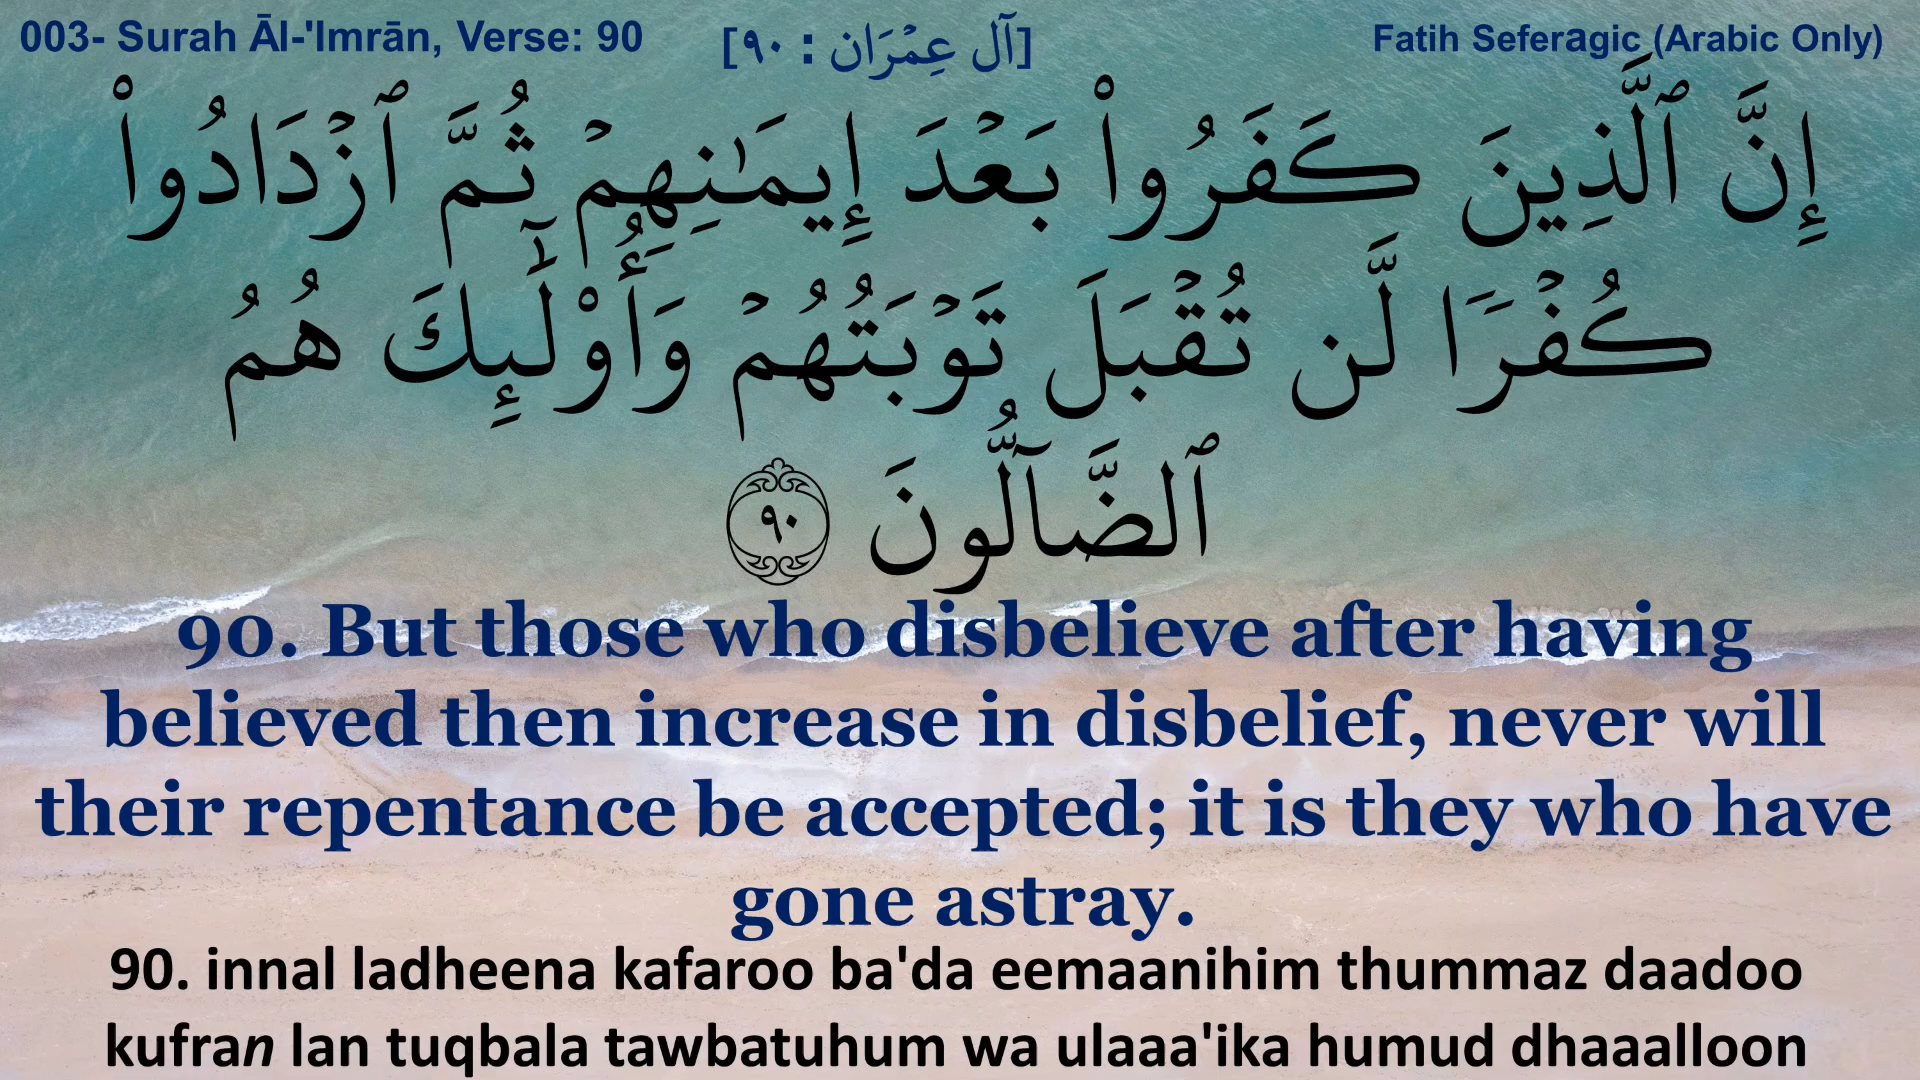 003- Surah Āl-'Imrān, Verse: 90
[آل عِمۡرَان : ٩٠]
Fatih Seferagic (Arabic Only)
إِنَّ ٱلَّذِينَ كَفَرُواْ بَعۡدَ إِيمَٰنِهِمۡ ثُمَّ ٱزۡدَادُواْ
كُفۡرٗا لَّن تُقۡبَلَ تَوۡبَتُهُمۡ وَأُوْلَٰٓئِكَ هُمُ
ٱلضَّآلُّونَ ٩٠
90. But those who disbelieve after having
believed then increase in disbelief, never will
their repentance be accepted; it is they who have
gone astray.
90. innal ladheena kafaroo ba'da eemaanihim thummaz daadoo
kufran lan tuqbala tawbatuhum wa ulaaa'ika humud dhaaalloon